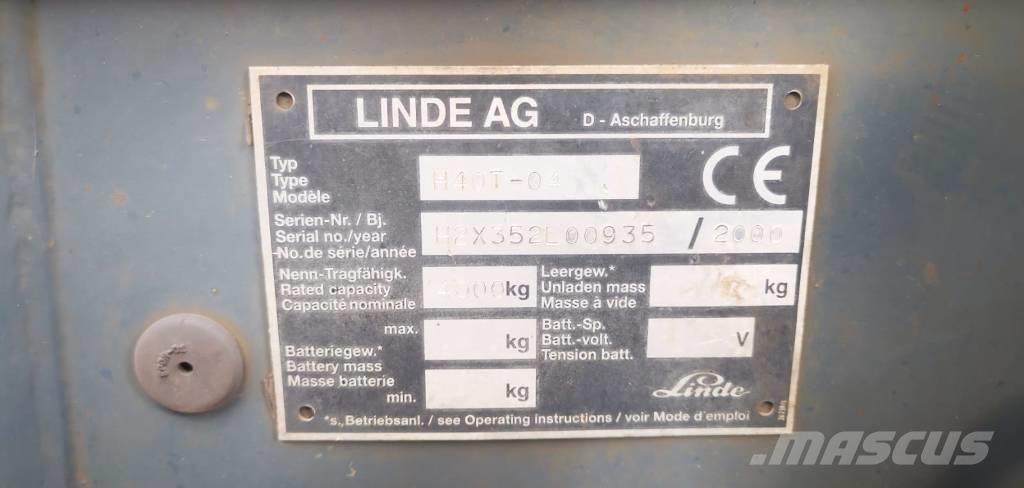 LINDE AG D - Aschaffenburg
Typ
Type
Modèle
H40T-04
CE
Serien-Nr. / Bj.
Serial no./year
No.de série/année
H2X352L00935 / 2000
Nenn-Tragfähigk.
Rated capacity
Capacité nominale
4000 kg
Leergew.*
Unladen mass
Masse à vide
kg
max.
kg
Batteriegew.*
Battery mass
Masse batterie
min.
kg
Batt.-Sp.
Batt.-volt.
Tension batt.
V
Linde
*s. Betriebsanl. / see Operating instructions / voir Mode d'emploi
MASCUS